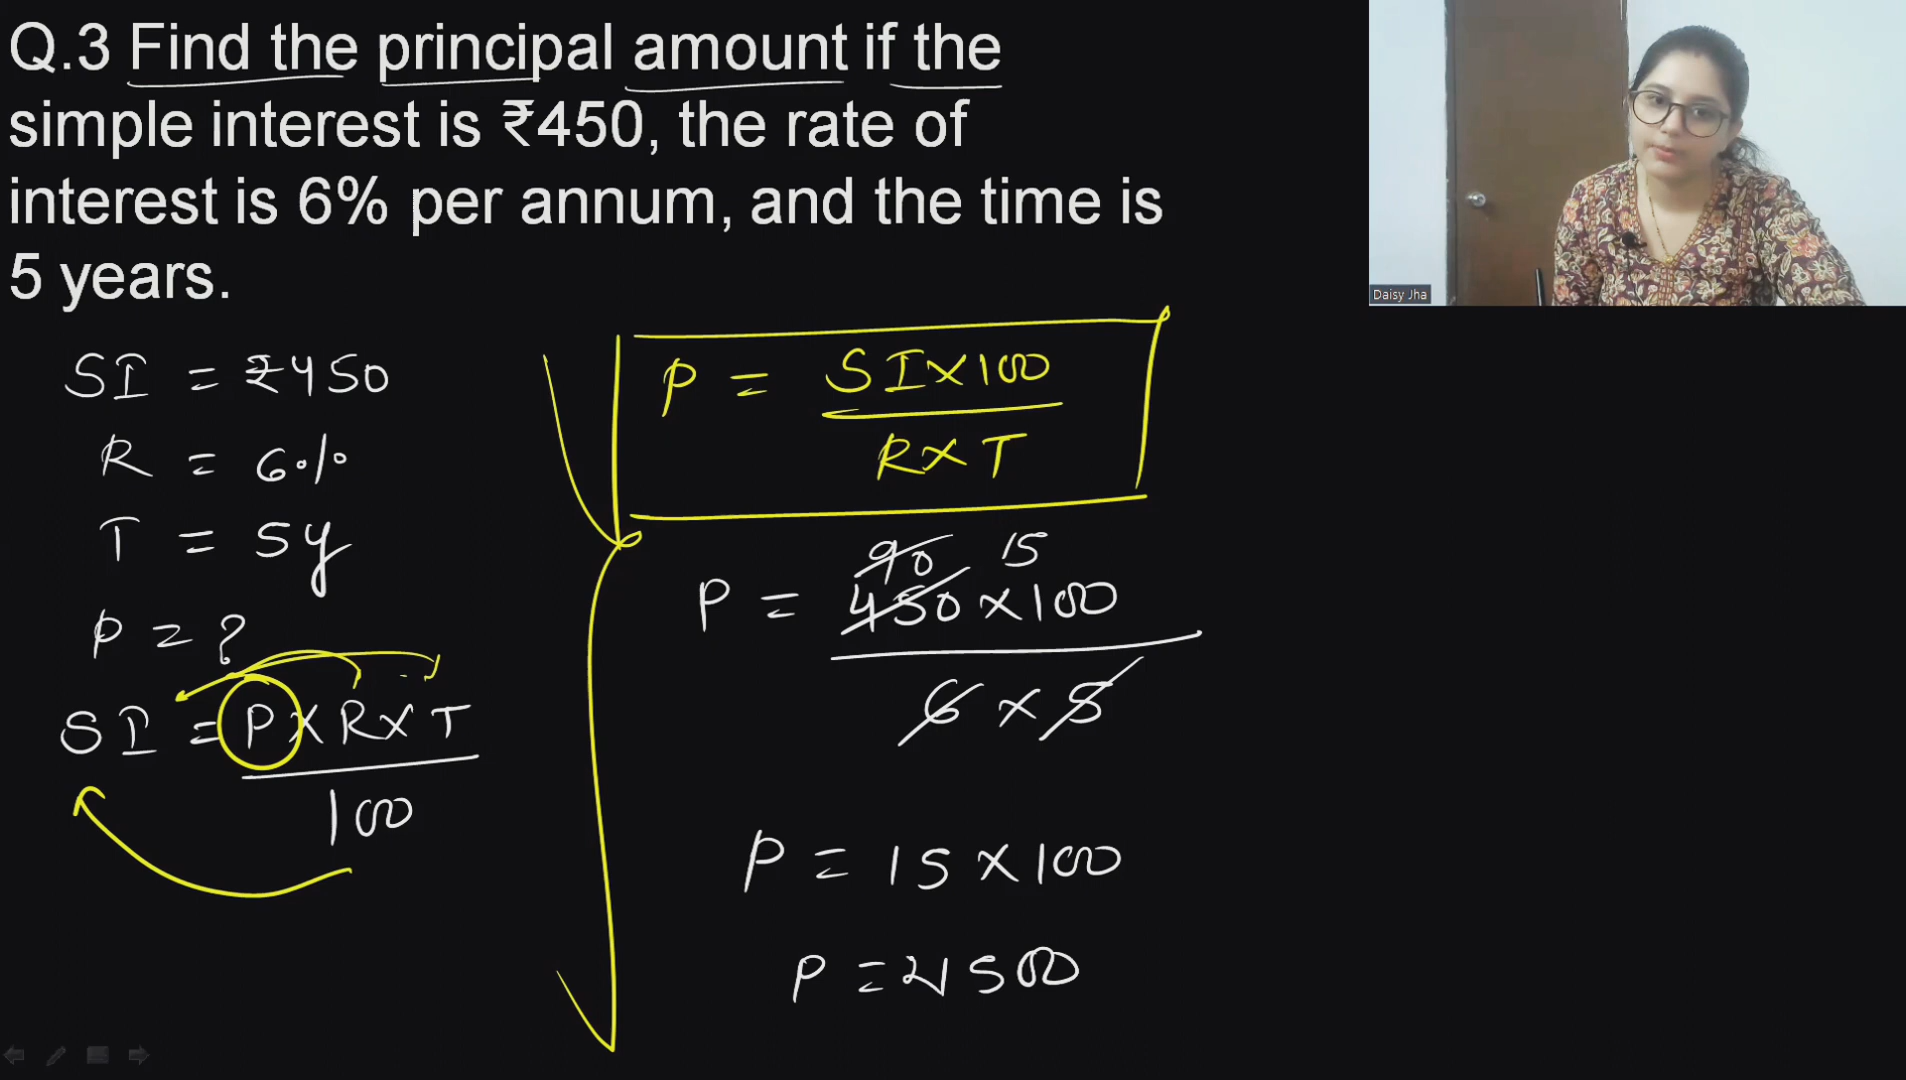 Q.3 Find the principal amount if the
simple interest is ₹450, the rate of
interest is 6% per annum, and the time is
5 years.
Daisy Jha
SI = ₹450
R = 6%
T = 5y
P = ?
SI = P×R×T
100
P = SI×100
R×T
90 15
P = 450×100
6×5
P = 15×100
P = ₹1500